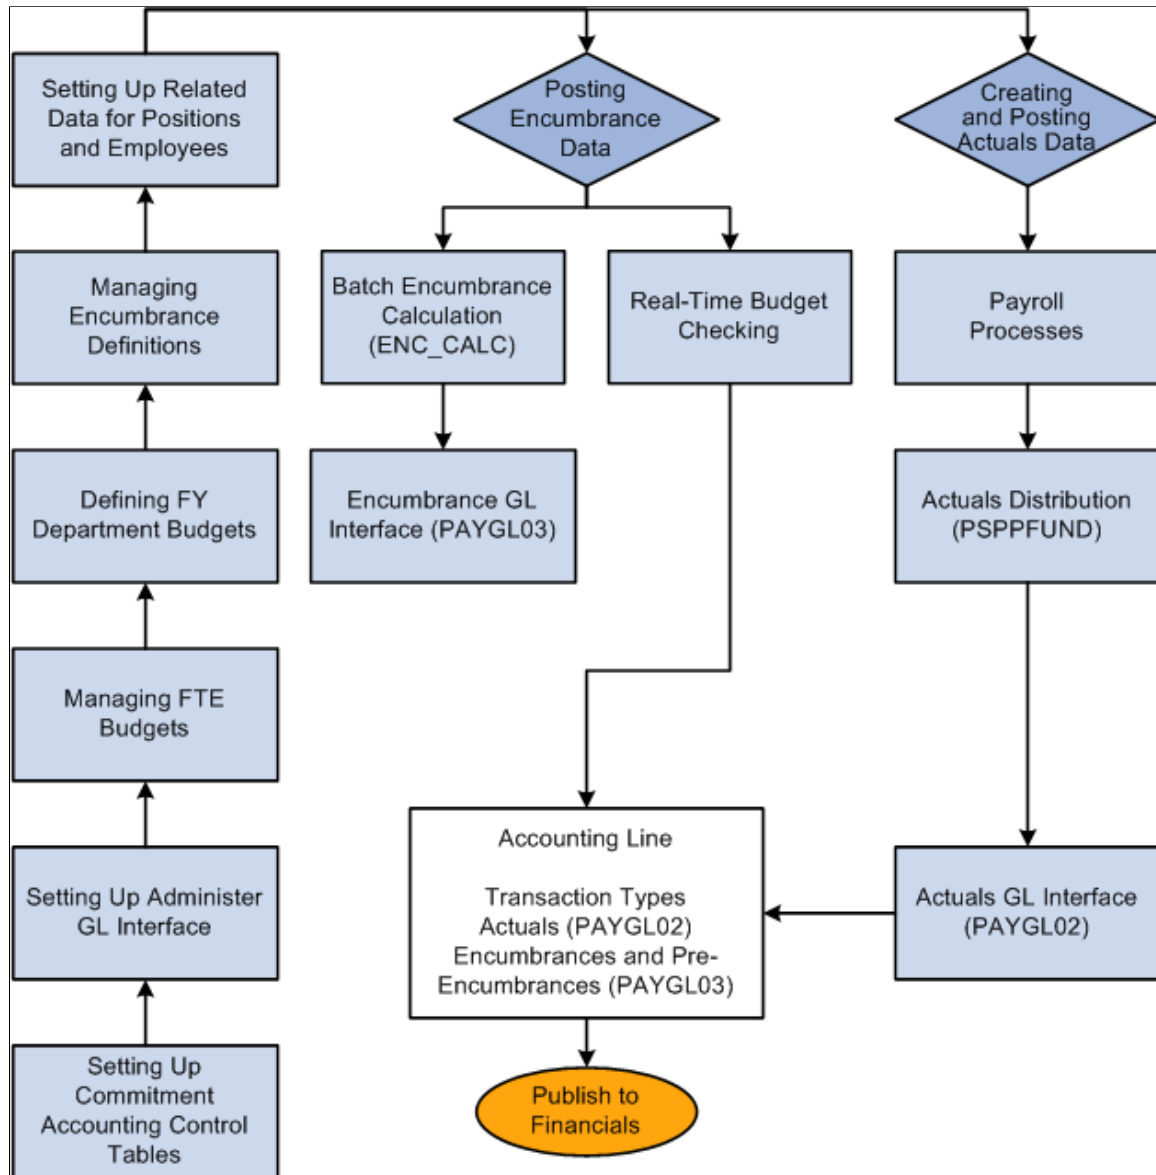 Setting Up Related
Data for Positions
and Employees
Posting
Encumbrance
Data
Creating
and Posting
Actuals Data
Managing
Encumbrance
Definitions
Batch Encumbrance
Calculation
(ENC_CALC)
Real-Time Budget
Checking
Payroll
Processes
Defining FY
Department Budgets
Encumbrance GL
Interface (PAYGL03)
Actuals Distribution
(PSPPFUND)
Managing FTE
Budgets
Setting Up Administer
GL Interface
Accounting Line
Transaction Types
Actuals (PAYGL02)
Encumbrances and Pre-
Encumbrances (PAYGL03)
Actuals GL Interface
(PAYGL02)
Setting Up
Commitment
Accounting Control
Tables
Publish to
Financials